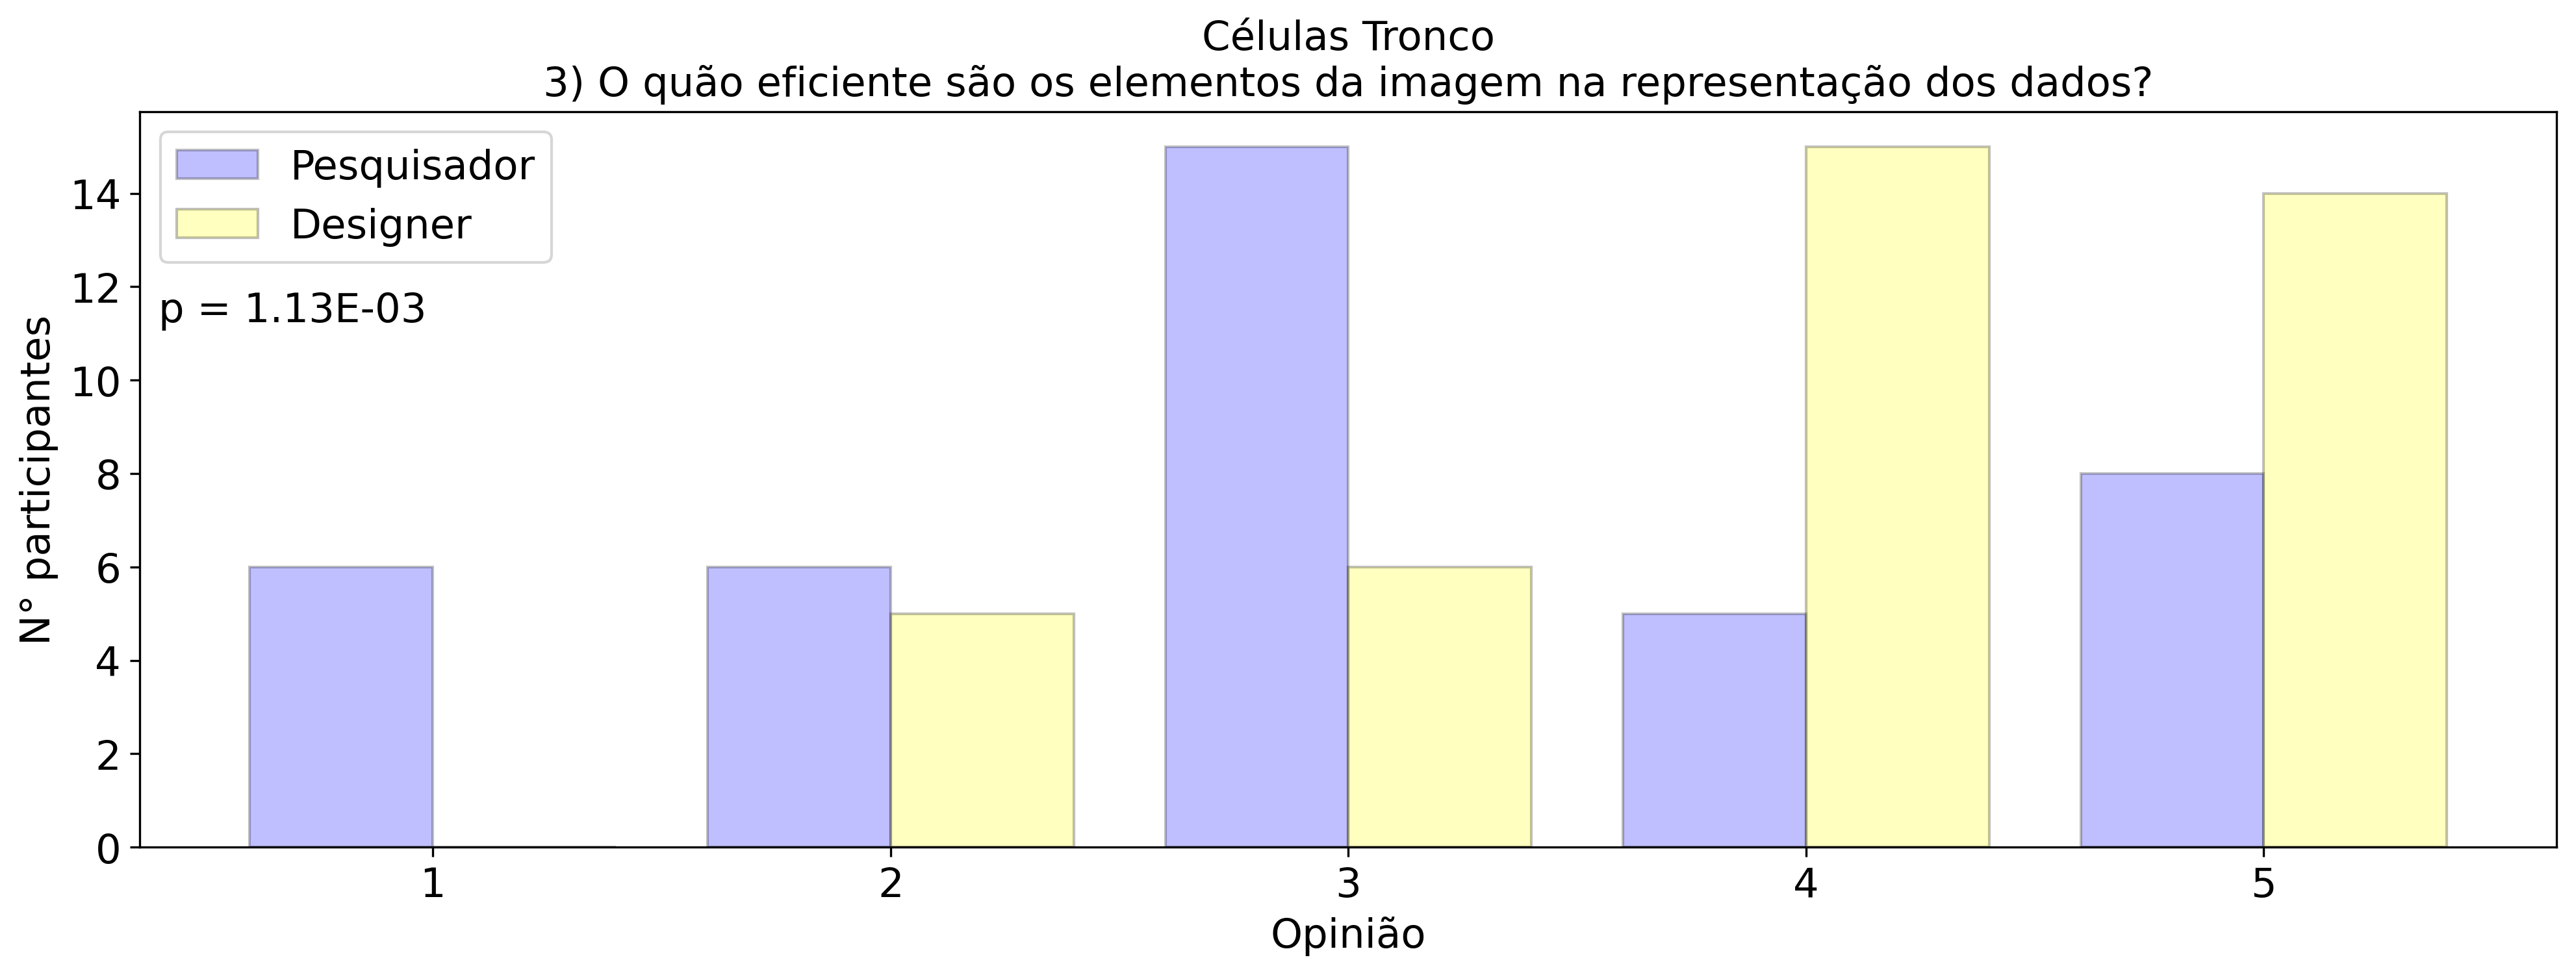 Células Tronco
3) O quão eficiente são os elementos da imagem na representação dos dados?
Pesquisador
Designer
p = 1.13E-03
N° participantes
14
12
10
8
6
4
2
0
1 2 3 4 5
Opinião